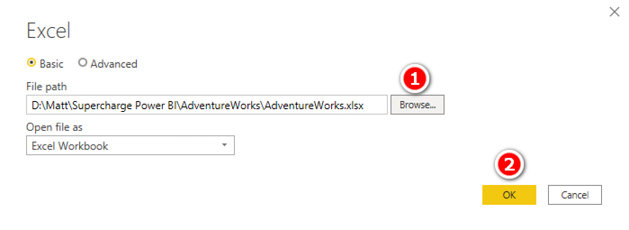 Excel
Basic Advanced
1
File path
D:\Matt\Supercharge Power BI\AdventureWorks\AdventureWorks.xlsx Browse...
Open file as
Excel Workbook
2
OK Cancel